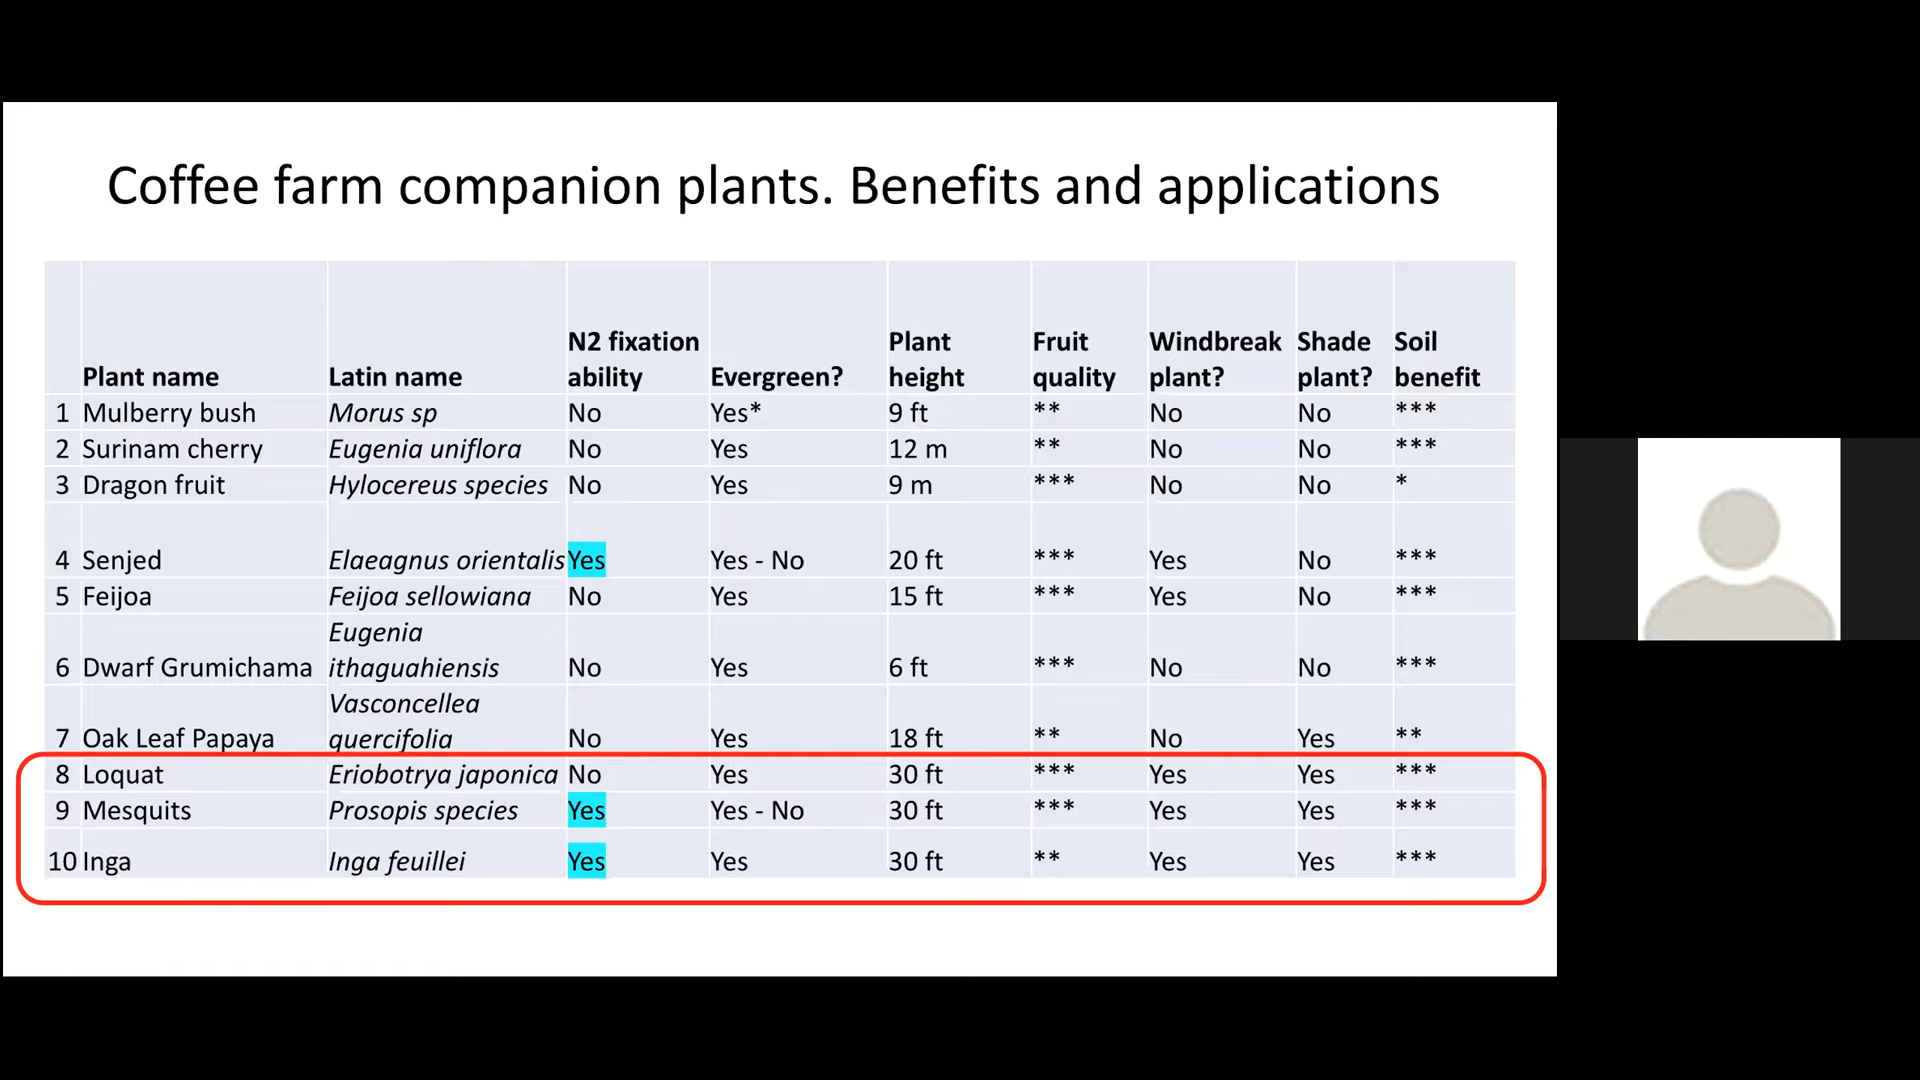 Coffee farm companion plants. Benefits and applications
Plant name Latin name N2 fixation ability Evergreen? Plant height Fruit quality Windbreak plant? Shade plant? Soil benefit
1 Mulberry bush Morus sp No Yes* 9 ft ** No No ***
2 Surinam cherry Eugenia uniflora No Yes 12 m ** No No ***
3 Dragon fruit Hylocereus species No Yes 9 m *** No No *
4 Senjed Elaeagnus orientalis Yes Yes - No 20 ft *** Yes No ***
5 Feijoa Feijoa sellowiana No Yes 15 ft *** Yes No ***
6 Dwarf Grumichama Eugenia ithaguahiensis No Yes 6 ft *** No No ***
7 Oak Leaf Papaya Vasconcellea quercifolia No Yes 18 ft ** No Yes **
8 Loquat Eriobotrya japonica No Yes 30 ft *** Yes Yes ***
9 Mesquits Prosopis species Yes Yes - No 30 ft *** Yes Yes ***
10 Inga Inga feuillei Yes Yes 30 ft ** Yes Yes ***